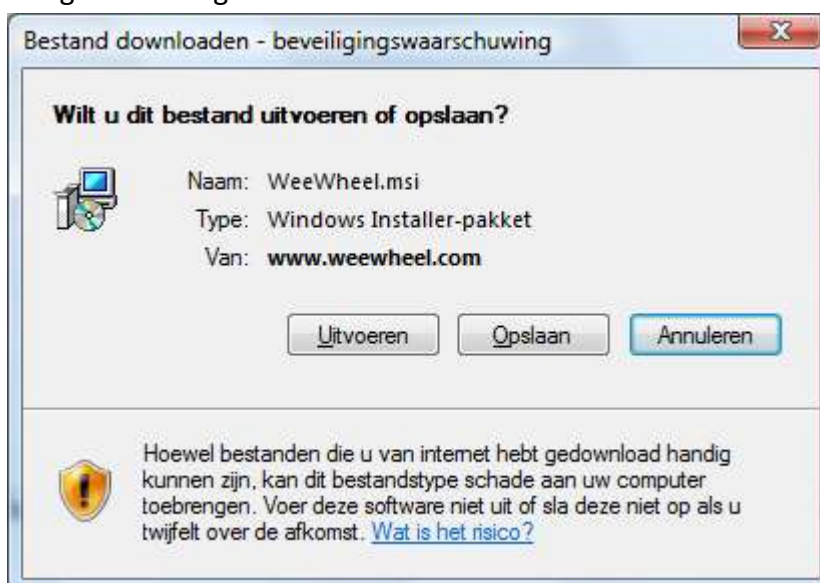 Bestand downloaden - beveiligingswaarschuwing
Wilt u dit bestand uitvoeren of opslaan?
Naam: WeeWheel.msi
Type: Windows Installer-pakket
Van: www.weewheel.com
Uitvoeren Opslaan Annuleren
Hoewel bestanden die u van internet hebt gedownload handig
kunnen zijn, kan dit bestandstype schade aan uw computer
toebrengen. Voer deze software niet uit of sla deze niet op als u
twijfelt over de afkomst. Wat is het risico?